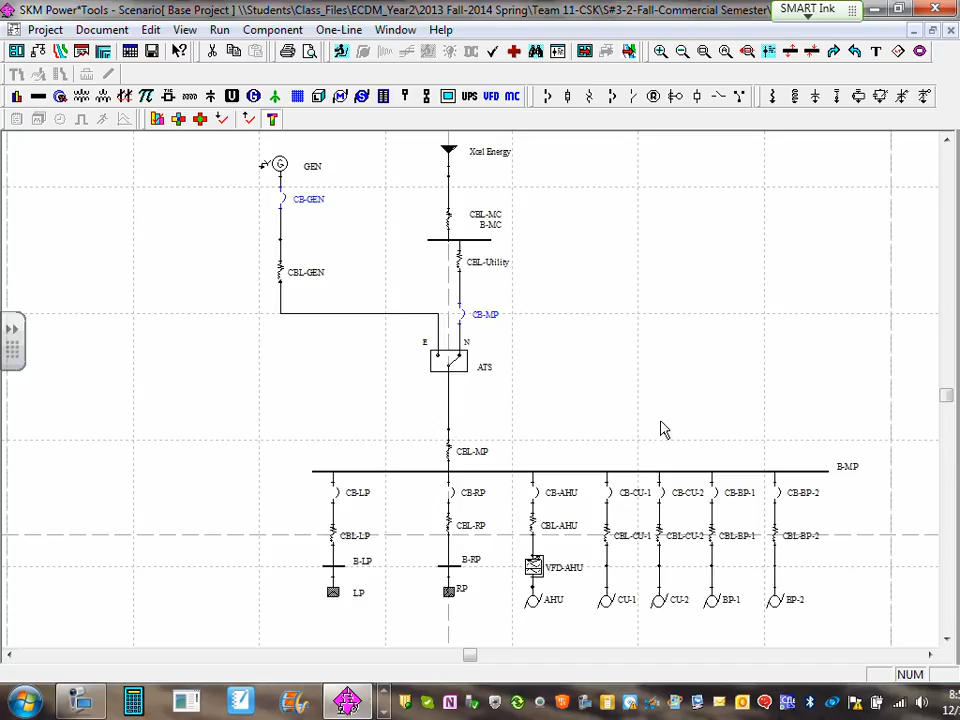 SKM Power*Tools - Scenario[ Base Project ] \\Students\Class_Files\ECDM_Year2\2013 Fall-2014 Spring\Team 11-CSK\S#3-2-Fall-Commercial Semester\
SMART Ink
Project Document Edit View Run Component One-Line Window Help
UPS VFD MC
GEN
Xcel Energy
CB-GEN
CBL-MC
B-MC
CBL-Utility
CBL-GEN
CB-MP
E N
ATS
CBL-MP
B-MP
CB-LP CB-RP CB-AHU CB-CU-1 CB-CU-2 CB-BP-1 CB-BP-2
CBL-LP CBL-RP CBL-AHU CBL-CU-1 CBL-CU-2 CBL-BP-1 CBL-BP-2
B-LP B-RP VFD-AHU
LP RP AHU CU-1 CU-2 BP-1 BP-2
NUM